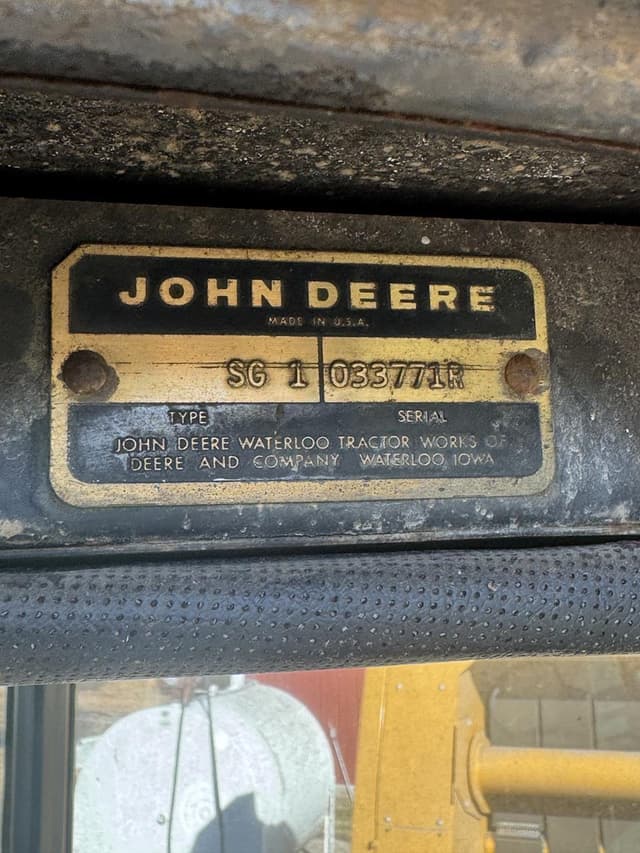 JOHN DEERE
MADE IN U.S.A.
SG 1 033771R
TYPE SERIAL
JOHN DEERE WATERLOO TRACTOR WORKS OF
DEERE AND COMPANY WATERLOO IOWA